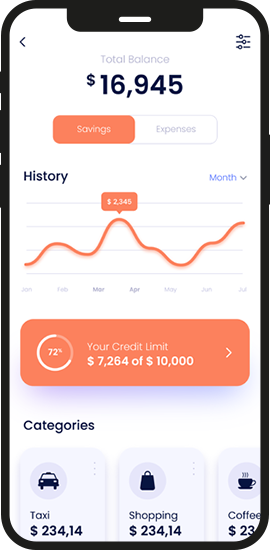 Total Balance
$ 16,945
Savings Expenses
History Month
$ 2,345
Jan Feb Mar Apr May Jun Jul
72% Your Credit Limit
$ 7,264 of $ 10,000
Categories
Taxi Shopping Coffee
$ 234,14 $ 234,14 $ 234